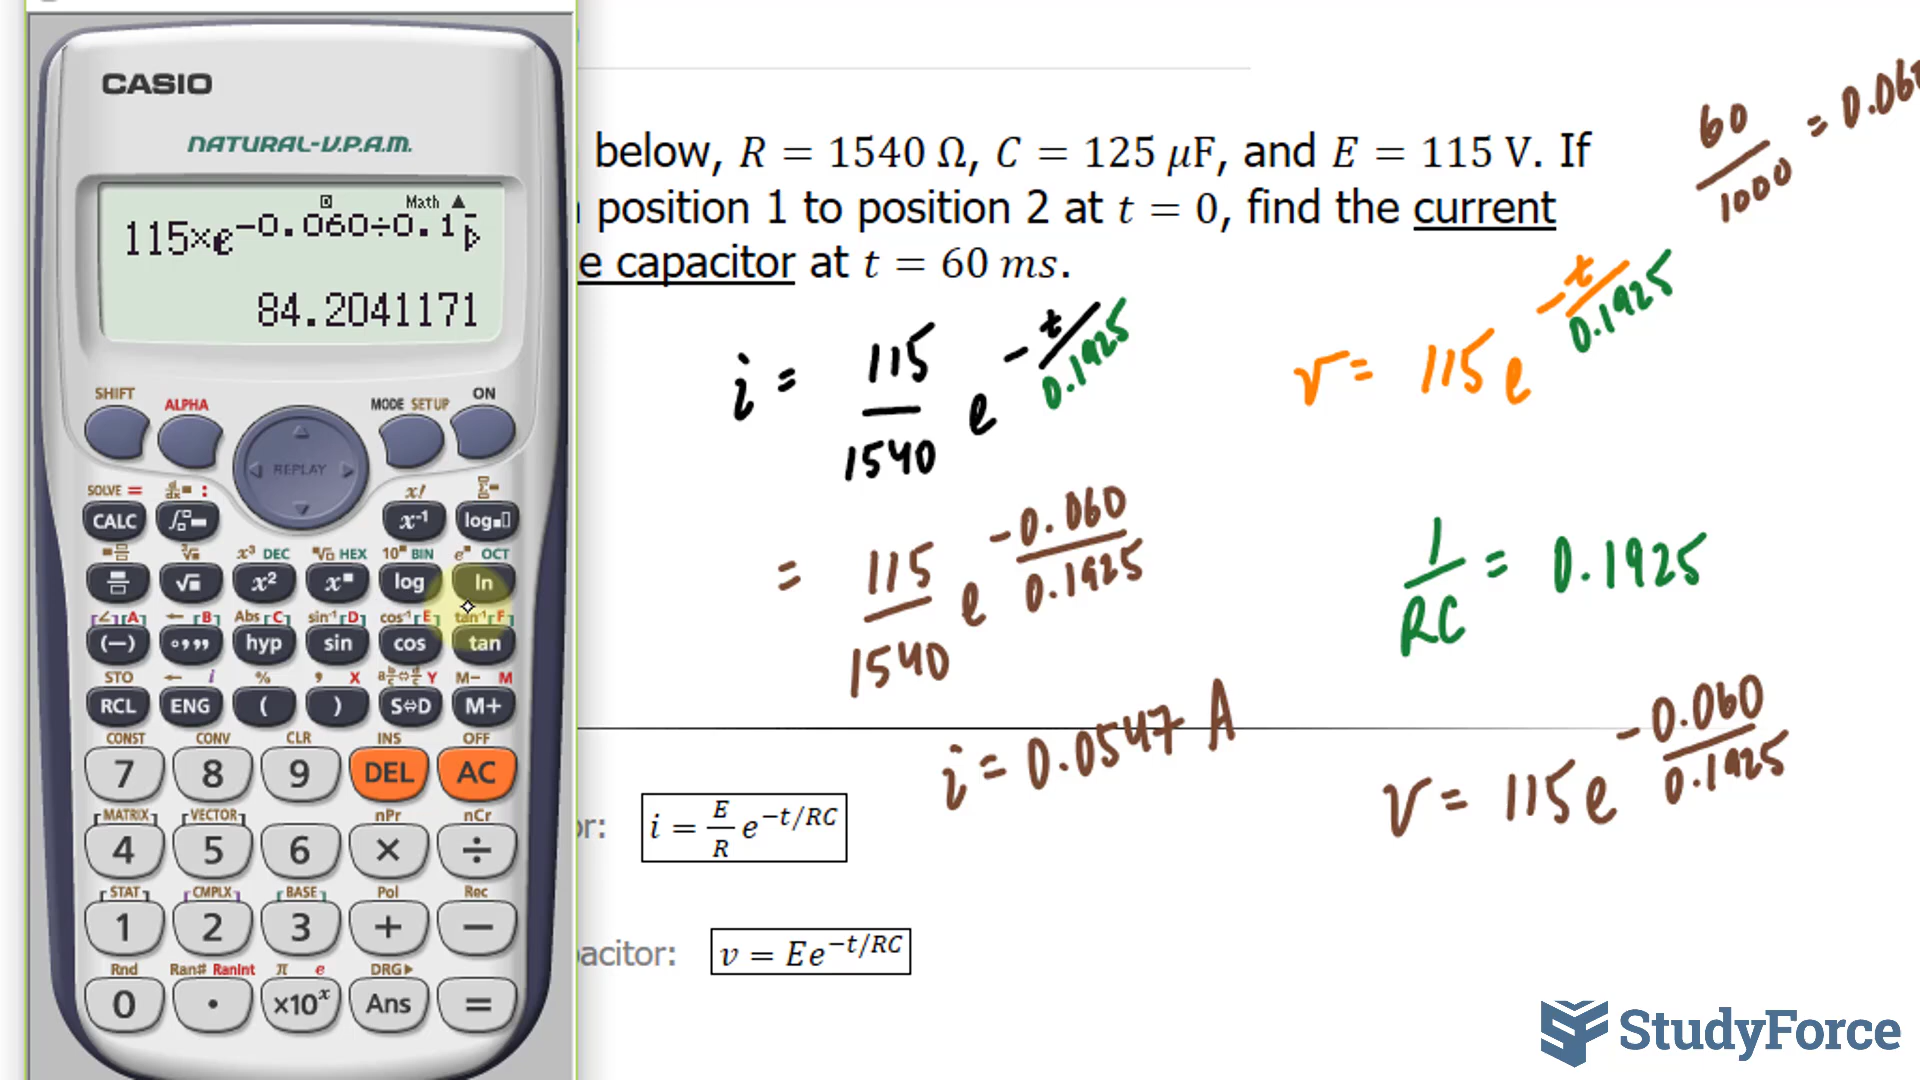 CASIO
NATURAL-V.P.A.M.
D Math ▲
115×e^-0.060÷0.1
84.2041171
SHIFT ALPHA MODE SETUP ON
REPLAY
SOLVE = d/dx : x! Σ
CALC ∫ x⁻¹ log
x³ DEC HEX 10■ BIN e■ OCT
√■ x² x■ log ln
∠ A ← B Abs C sin⁻¹ D cos⁻¹ E tan⁻¹ F
(−) °,,, hyp sin cos tan
STO ← i % , X a b/c⇔d/c Y M− M
RCL ENG ( ) S⇔D M+
CONST CONV CLR INS OFF
7 8 9 DEL AC
MATRIX VECTOR nPr nCr
4 5 6 × ÷
STAT CMPLX BASE Pol Rec
1 2 3 + −
Rnd Ran# RanInt π e DRG▶
0 . ×10ˣ Ans =
below, R = 1540 Ω, C = 125 μF, and E = 115 V. If
position 1 to position 2 at t = 0, find the current
e capacitor at t = 60 ms.
60/1000 = 0.060
i = 115/1540 e^-t/0.1925
v = 115 e^-t/0.1925
= 115/1540 e^-0.060/0.1925
1/RC = 0.1925
i = 0.0547 A
v = 115e^-0.060/0.1925
or: i = E/R e^−t/RC
acitor: v = Ee^−t/RC
StudyForce